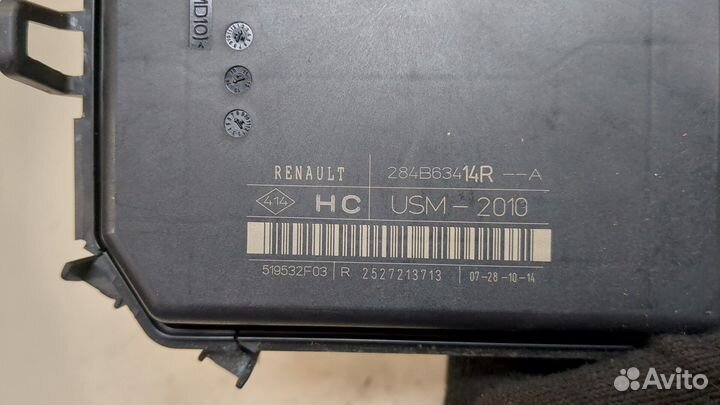 MD10)<
RENAULT 284B63414R --A
414 HC USM - 2010
519532F03 R 2527213713 07-28-10-14
Avito